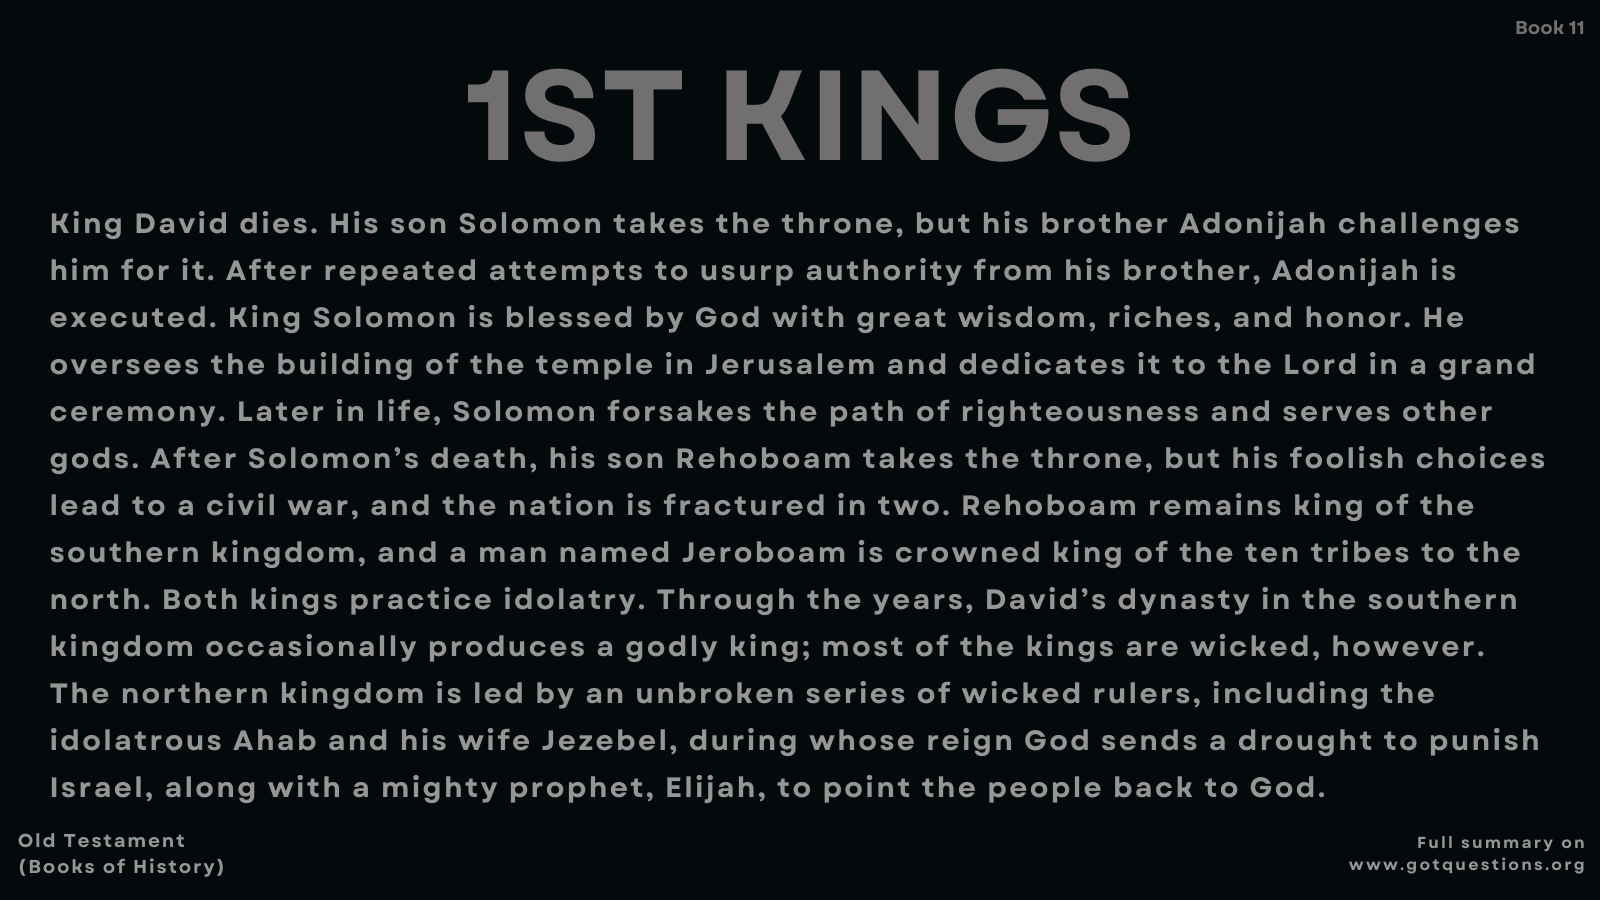 Book 11
1ST KINGS
King David dies. His son Solomon takes the throne, but his brother Adonijah challenges
him for it. After repeated attempts to usurp authority from his brother, Adonijah is
executed. King Solomon is blessed by God with great wisdom, riches, and honor. He
oversees the building of the temple in Jerusalem and dedicates it to the Lord in a grand
ceremony. Later in life, Solomon forsakes the path of righteousness and serves other
gods. After Solomon’s death, his son Rehoboam takes the throne, but his foolish choices
lead to a civil war, and the nation is fractured in two. Rehoboam remains king of the
southern kingdom, and a man named Jeroboam is crowned king of the ten tribes to the
north. Both kings practice idolatry. Through the years, David’s dynasty in the southern
kingdom occasionally produces a godly king; most of the kings are wicked, however.
The northern kingdom is led by an unbroken series of wicked rulers, including the
idolatrous Ahab and his wife Jezebel, during whose reign God sends a drought to punish
Israel, along with a mighty prophet, Elijah, to point the people back to God.
Old Testament
(Books of History)
Full summary on
www.gotquestions.org